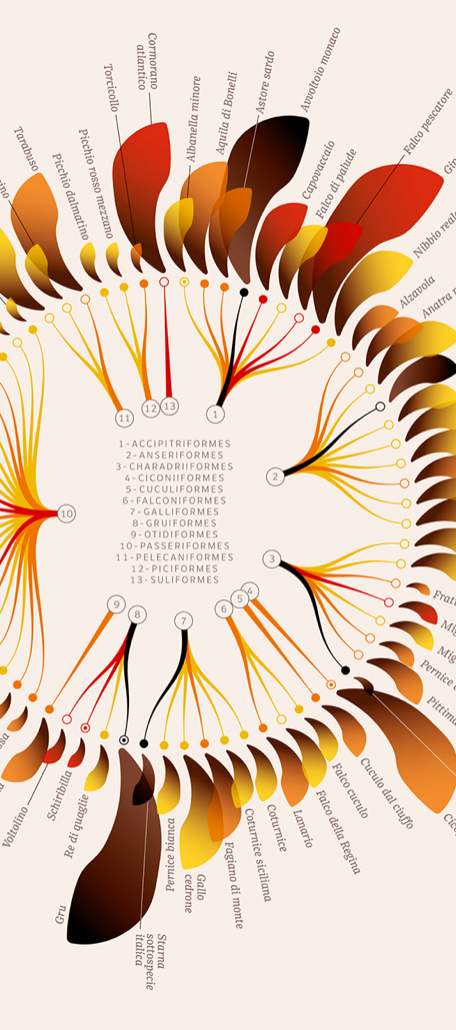 Cormorano
atlantico
Torcicollo
Picchio rosso mezzano
Picchio dalmatino
Tarabuso
Albanella minore
Aquila di Boneli
Astore sardo
Avvoltoio monaco
Capovaccaio
Falco di palude
Falco pescatore
Nibbio reale
Alzavola
Anatra
11
12
13
1
1-ACCIPITRIFORMES
2-ANSERIFORMES
3-CHARADRIIFORMES
4-CICONIIFORMES
5-CUCULIFORMES
6-FALCONIFORMES
7-GALLIFORMES
8-GRUIFORMES
9-OTIDIFORMES
10-PASSERIFORMES
11-PELECANIFORMES
12-PICIFORMES
13-SULIFORMES
2
10
3
9
8
7
6
5
4
Pernice
Cuculo dal ciuffo
Falco cuculo
Falco della Regina
Lanario
Coturnice
Coturnice siciliana
Fagiano di monte
Gallo
cedrone
Pernice bianca
Starna
sottospecie
italica
Gru
Re di quaglie
Schiribilla
Voltolino